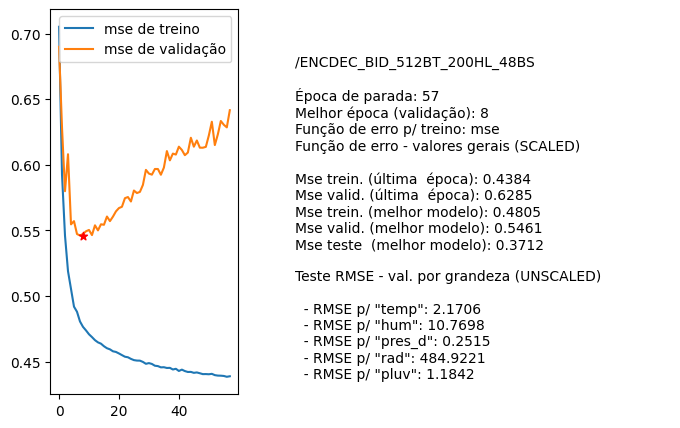 mse de treino
mse de validação
0.70
0.65
0.60
0.55
0.50
0.45
0
20
40
/ENCDEC_BID_512BT_200HL_48BS
Época de parada: 57
Melhor época (validação): 8
Função de erro p/ treino: mse
Função de erro - valores gerais (SCALED)
Mse trein. (última  época): 0.4384
Mse valid. (última  época): 0.6285
Mse trein. (melhor modelo): 0.4805
Mse valid. (melhor modelo): 0.5461
Mse teste  (melhor modelo): 0.3712
Teste RMSE - val. por grandeza (UNSCALED)
- RMSE p/ "temp": 2.1706
- RMSE p/ "hum": 10.7698
- RMSE p/ "pres_d": 0.2515
- RMSE p/ "rad": 484.9221
- RMSE p/ "pluv": 1.1842